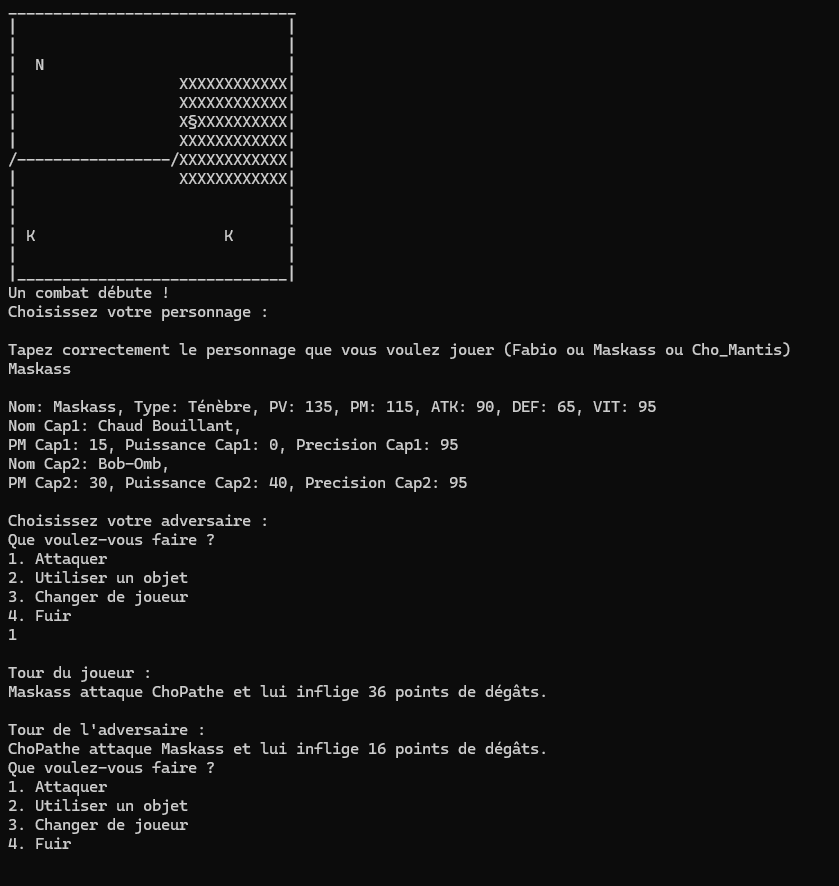 ________________________________
|                              |
|                              |
|  N                           |
|                  XXXXXXXXXXXX|
|                  XXXXXXXXXXXX|
|                  X§XXXXXXXXXX|
|                  XXXXXXXXXXXX|
/-----------------/XXXXXXXXXXXX|
|                  XXXXXXXXXXXX|
|                              |
|                              |
| K                     K      |
|                              |
|______________________________|
Un combat débute !
Choisissez votre personnage :
Tapez correctement le personnage que vous voulez jouer (Fabio ou Maskass ou Cho_Mantis)
Maskass
Nom: Maskass, Type: Ténèbre, PV: 135, PM: 115, ATK: 90, DEF: 65, VIT: 95
Nom Cap1: Chaud Bouillant,
PM Cap1: 15, Puissance Cap1: 0, Precision Cap1: 95
Nom Cap2: Bob-Omb,
PM Cap2: 30, Puissance Cap2: 40, Precision Cap2: 95
Choisissez votre adversaire :
Que voulez-vous faire ?
1. Attaquer
2. Utiliser un objet
3. Changer de joueur
4. Fuir
1
Tour du joueur :
Maskass attaque ChoPathe et lui inflige 36 points de dégâts.
Tour de l'adversaire :
ChoPathe attaque Maskass et lui inflige 16 points de dégâts.
Que voulez-vous faire ?
1. Attaquer
2. Utiliser un objet
3. Changer de joueur
4. Fuir